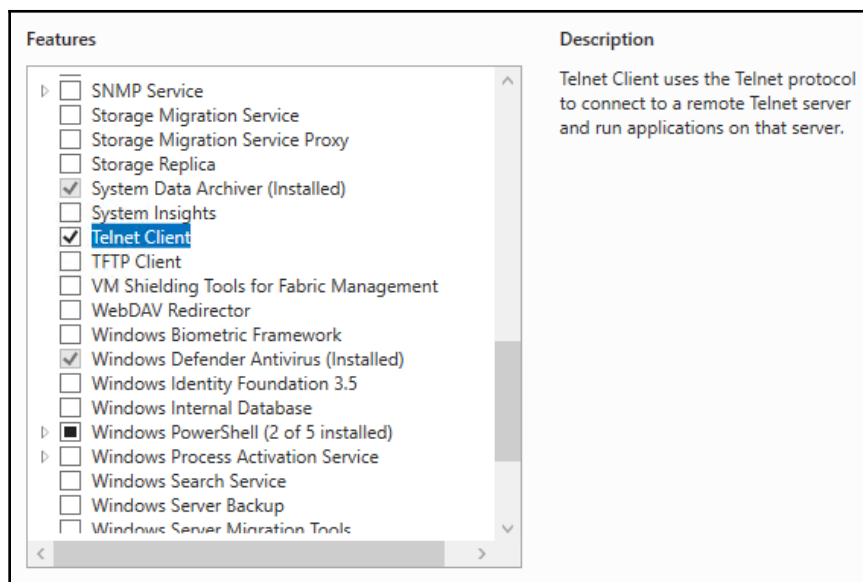 Features
SNMP Service
Storage Migration Service
Storage Migration Service Proxy
Storage Replica
System Data Archiver (Installed)
System Insights
Telnet Client
TFTP Client
VM Shielding Tools for Fabric Management
WebDAV Redirector
Windows Biometric Framework
Windows Defender Antivirus (Installed)
Windows Identity Foundation 3.5
Windows Internal Database
Windows PowerShell (2 of 5 installed)
Windows Process Activation Service
Windows Search Service
Windows Server Backup
Windows Server Migration Tools
Description
Telnet Client uses the Telnet protocol
to connect to a remote Telnet server
and run applications on that server.